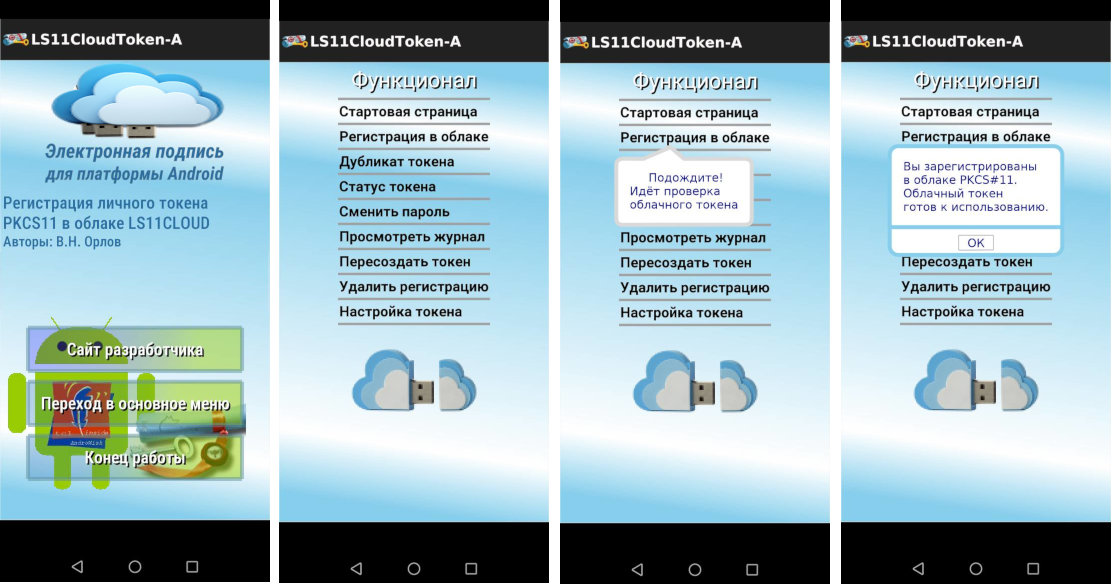 LS11CloudToken-A
Электронная подпись
для платформы Android
Регистрация личного токена
PKCS11 в облаке LS11CLOUD
Авторы: В.Н. Орлов
Сайт разработчика
Переход в основное меню
Конец работы
LS11CloudToken-A
Функционал
Стартовая страница
Регистрация в облаке
Дубликат токена
Статус токена
Сменить пароль
Просмотреть журнал
Пересоздать токен
Удалить регистрацию
Настройка токена
LS11CloudToken-A
Функционал
Стартовая страница
Регистрация в облаке
Подождите!
Идёт проверка
облачного токена
Просмотреть журнал
Пересоздать токен
Удалить регистрацию
Настройка токена
LS11CloudToken-A
Функционал
Стартовая страница
Регистрация в облаке
Вы зарегистрированы
в облаке PKCS#11.
Облачный токен
готов к использованию.
OK
Пересоздать токен
Удалить регистрацию
Настройка токена